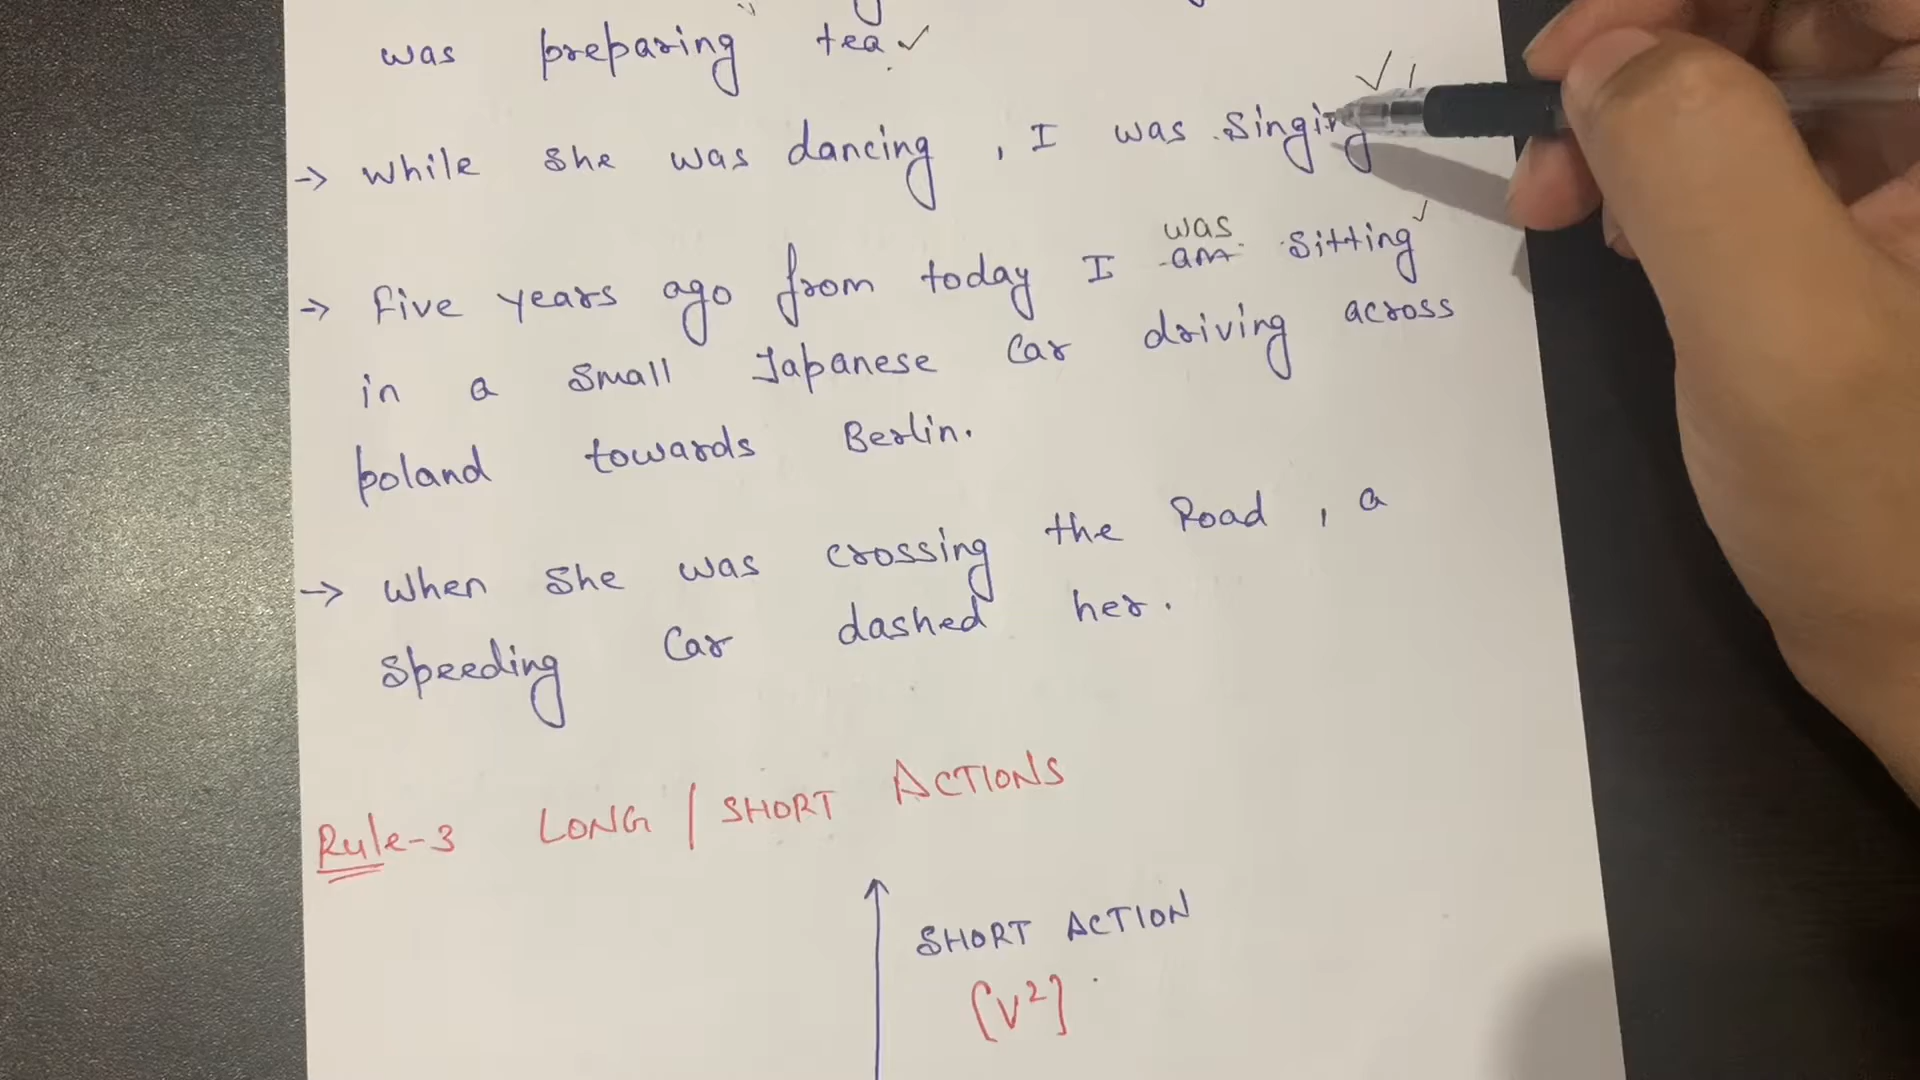 was preparing tea ✓
→ While she was dancing, I was singing
was
→ Five years ago from today I am sitting
in a small Japanese car driving across
poland towards Berlin.
→ When she was crossing the Road, a
speeding car dashed her.
Rule-3 LONG / SHORT ACTIONS
SHORT ACTION
[V²]